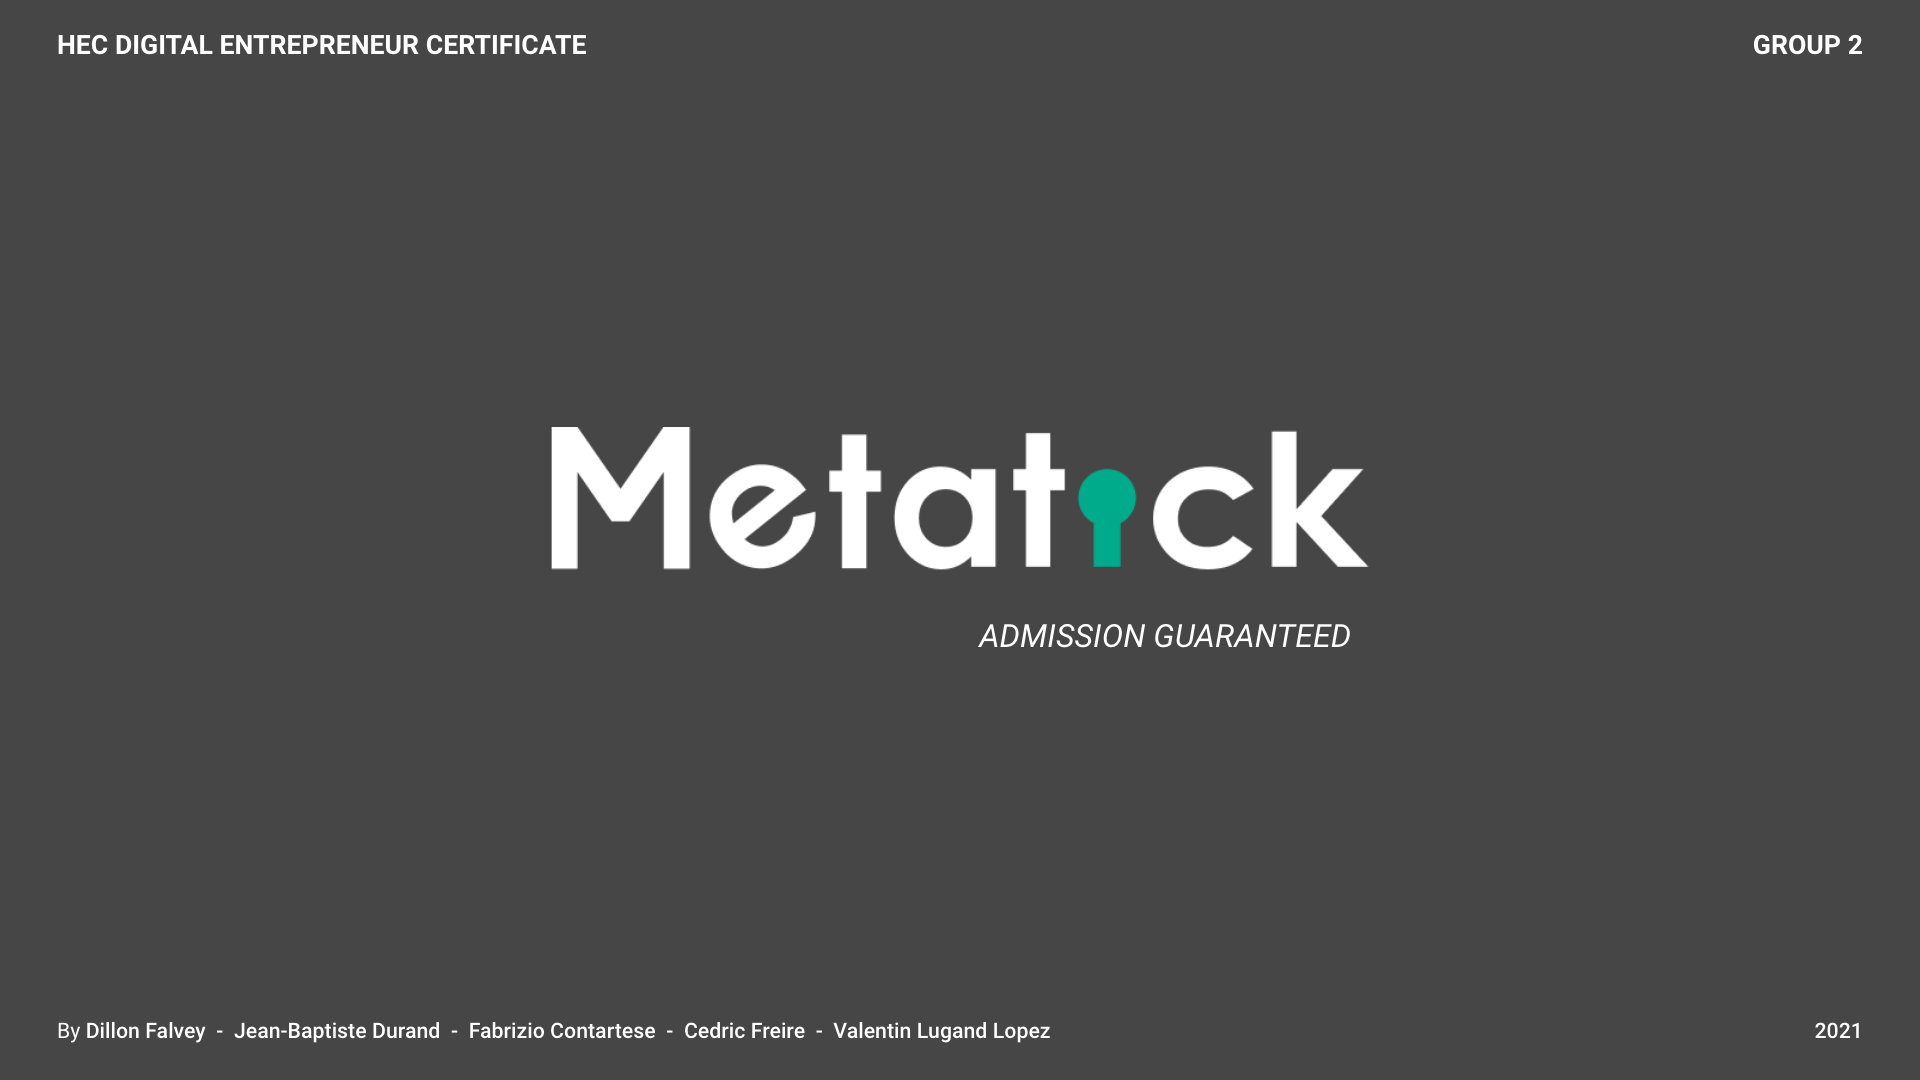 HEC DIGITAL ENTREPRENEUR CERTIFICATE
GROUP 2
Metatick
ADMISSION GUARANTEED
By Dillon Falvey - Jean-Baptiste Durand - Fabrizio Contartese - Cedric Freire - Valentin Lugand Lopez
2021